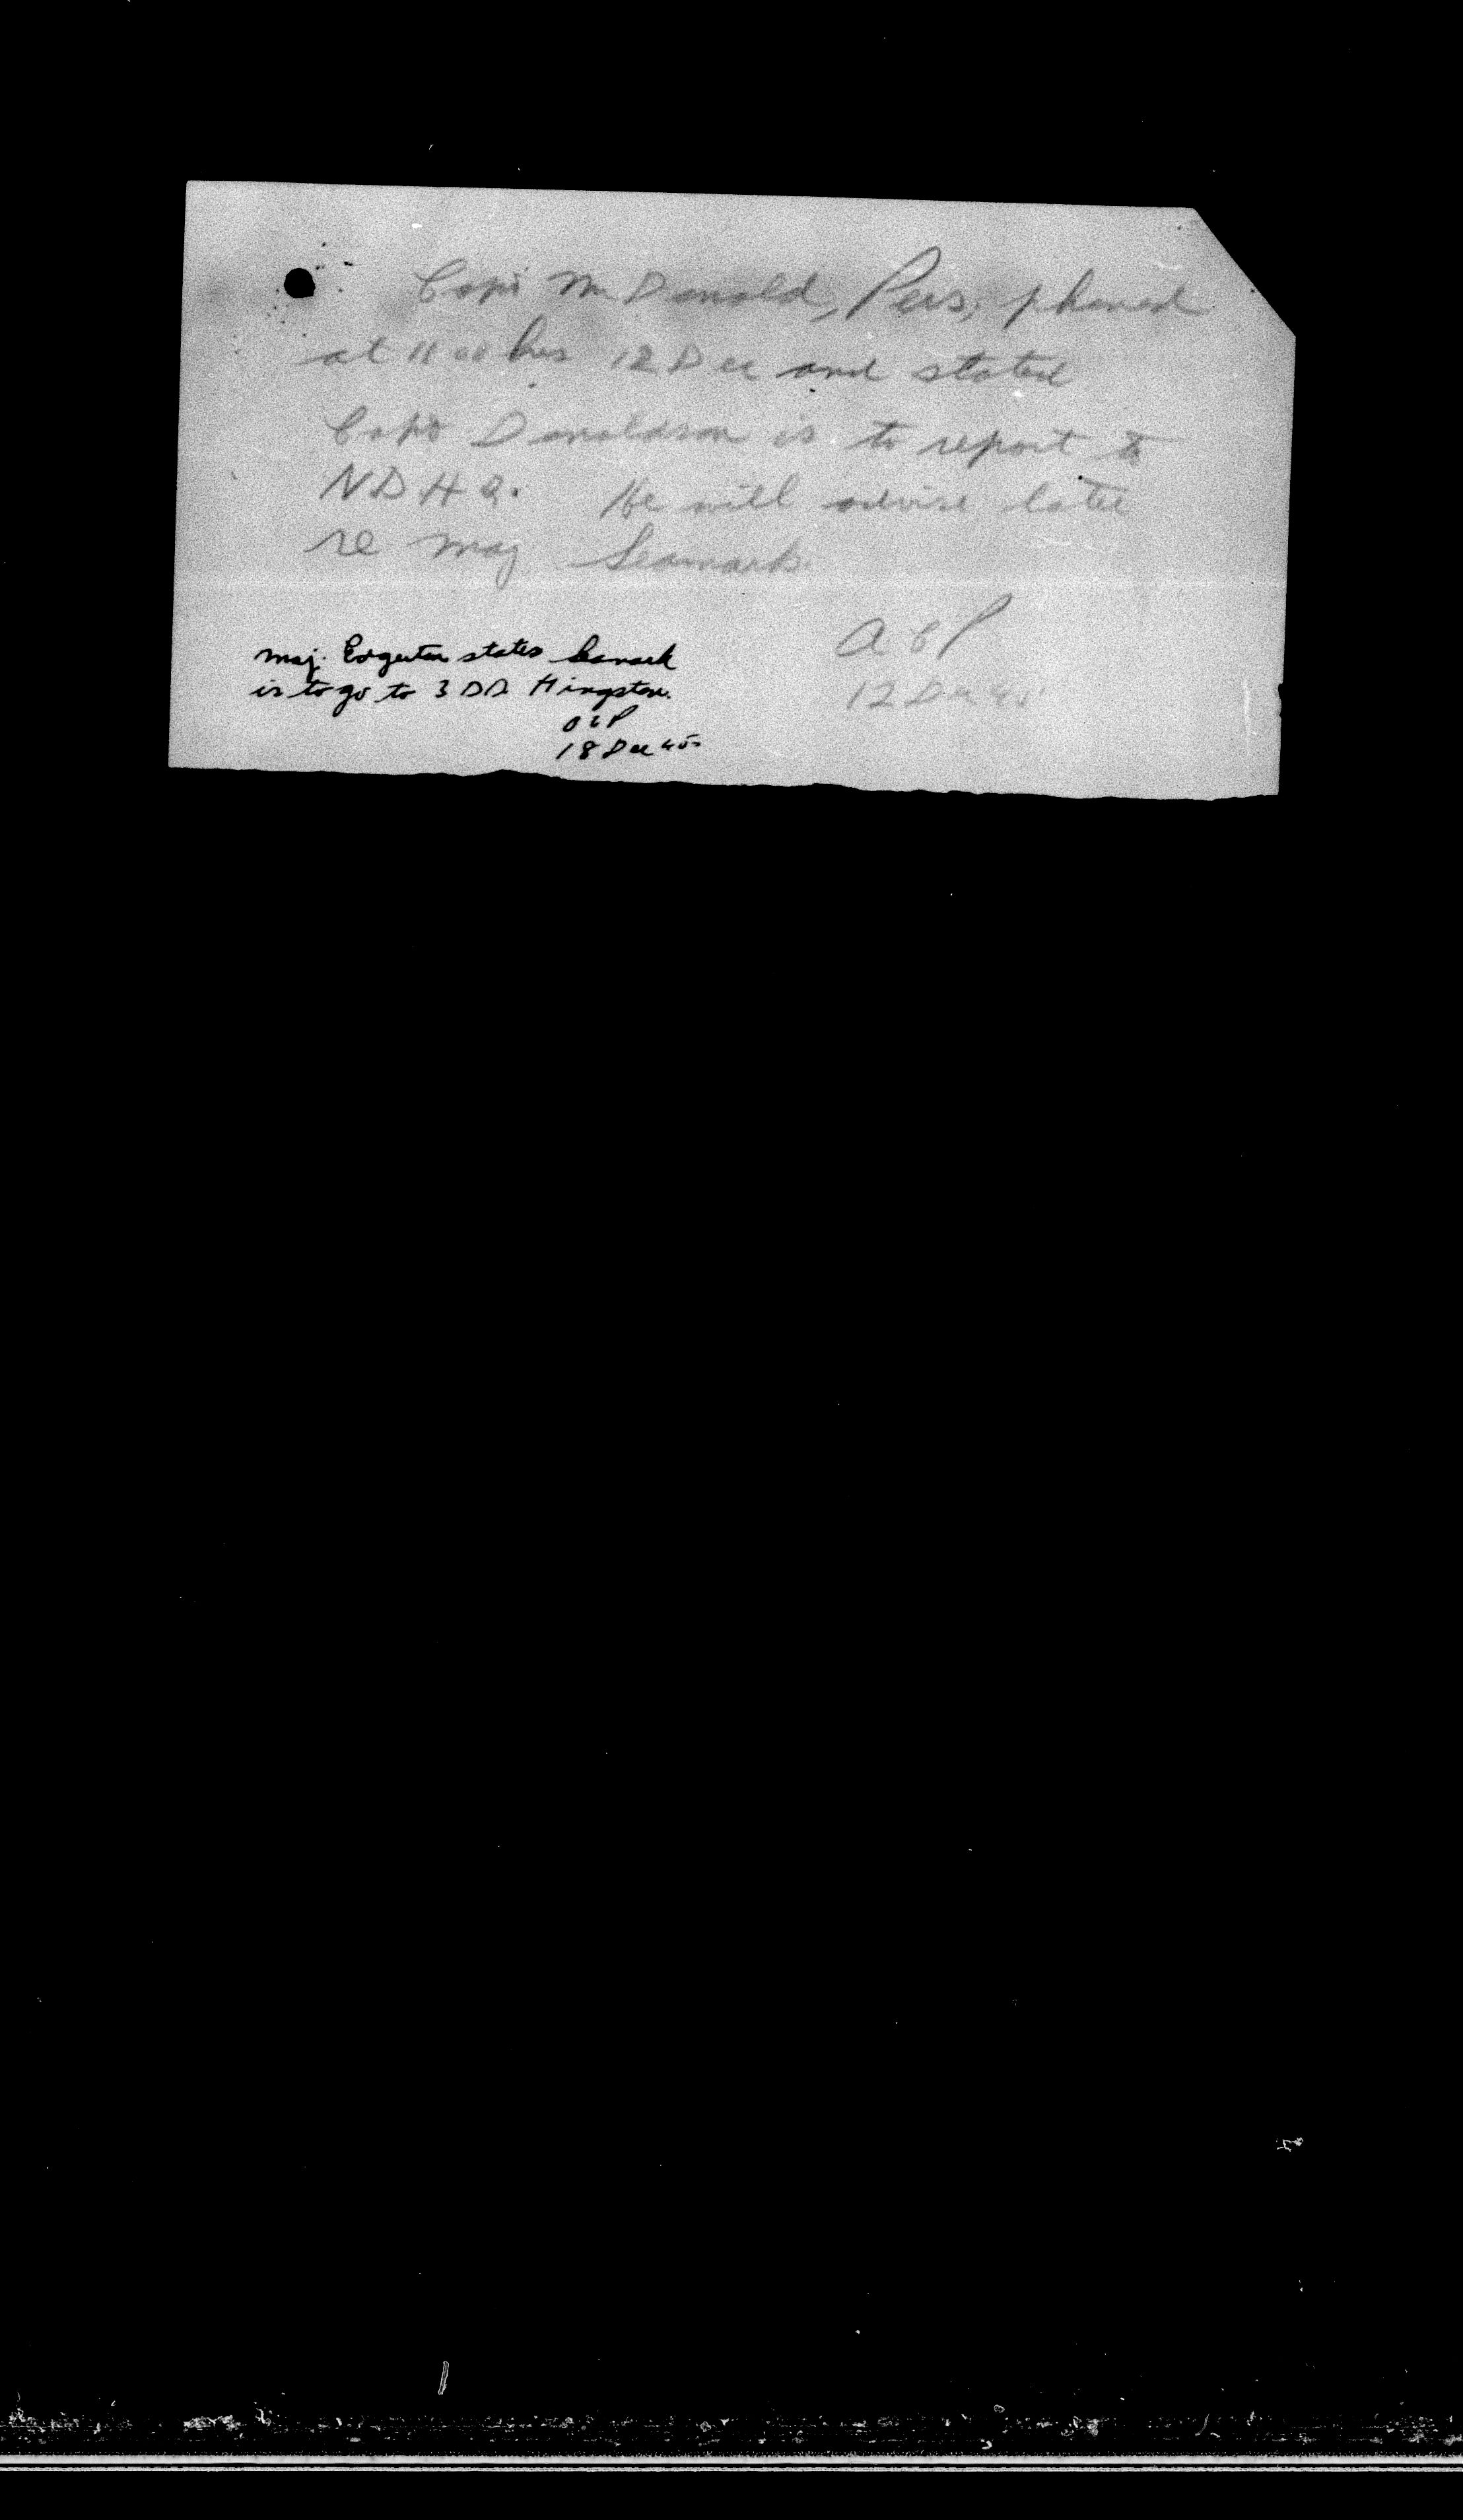 Capt McDonald, Pers, phoned
at 1100 hrs 12 Dec and stated
Capt Donaldson is to report to
NDHQ. He will advise later
re Maj Seamark.
12 Dec 45
Maj. Edgerton states Seamark
is to go to 3 DD Kingston.
18 Dec 45